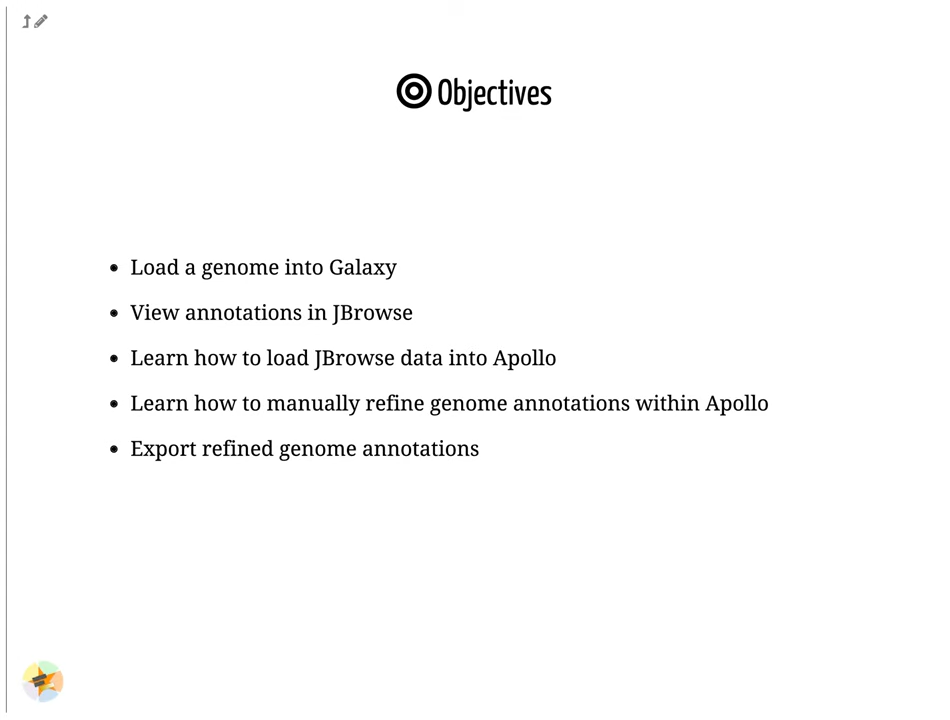 Objectives
Load a genome into Galaxy
View annotations in JBrowse
Learn how to load JBrowse data into Apollo
Learn how to manually refine genome annotations within Apollo
Export refined genome annotations